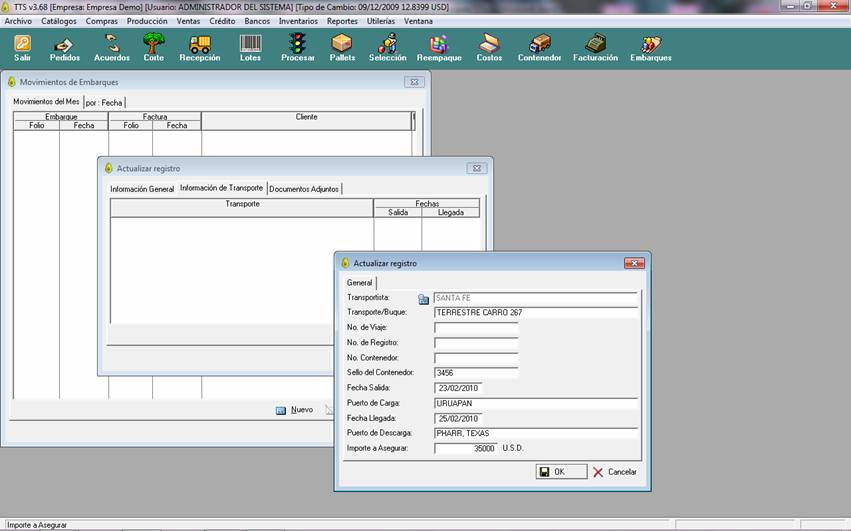 TTS v3.68 [Empresa: Empresa Demo] [Usuario: ADMINISTRADOR DEL SISTEMA] [Tipo de Cambio: 09/12/2009 12.8399 USD]
Archivo Catálogos Compras Producción Ventas Crédito Bancos Inventarios Reportes Utilerías Ventana
Salir Pedidos Acuerdos Corte Recepción Lotes Procesar Pallets Selección Reempaque Costos Contenedor Facturación Embarques
Movimientos de Embarques
Movimientos del Mes por : Fecha
Embarque Factura Cliente
Folio Fecha Folio Fecha
Actualizar registro
Información General Información de Transporte Documentos Adjuntos
Transporte Fechas
Salida Llegada
Nuevo
Actualizar registro
General
Transportista: SANTA FE
Transporte/Buque: TERRESTRE CARRO 267
No. de Viaje:
No. de Registro:
No. Contenedor:
Sello del Contenedor: 3456
Fecha Salida: 23/02/2010
Puerto de Carga: URUAPAN
Fecha Llegada: 25/02/2010
Puerto de Descarga: PHARR, TEXAS
Importe a Asegurar: 35000 U.S.D.
OK Cancelar
Importe a Asegurar